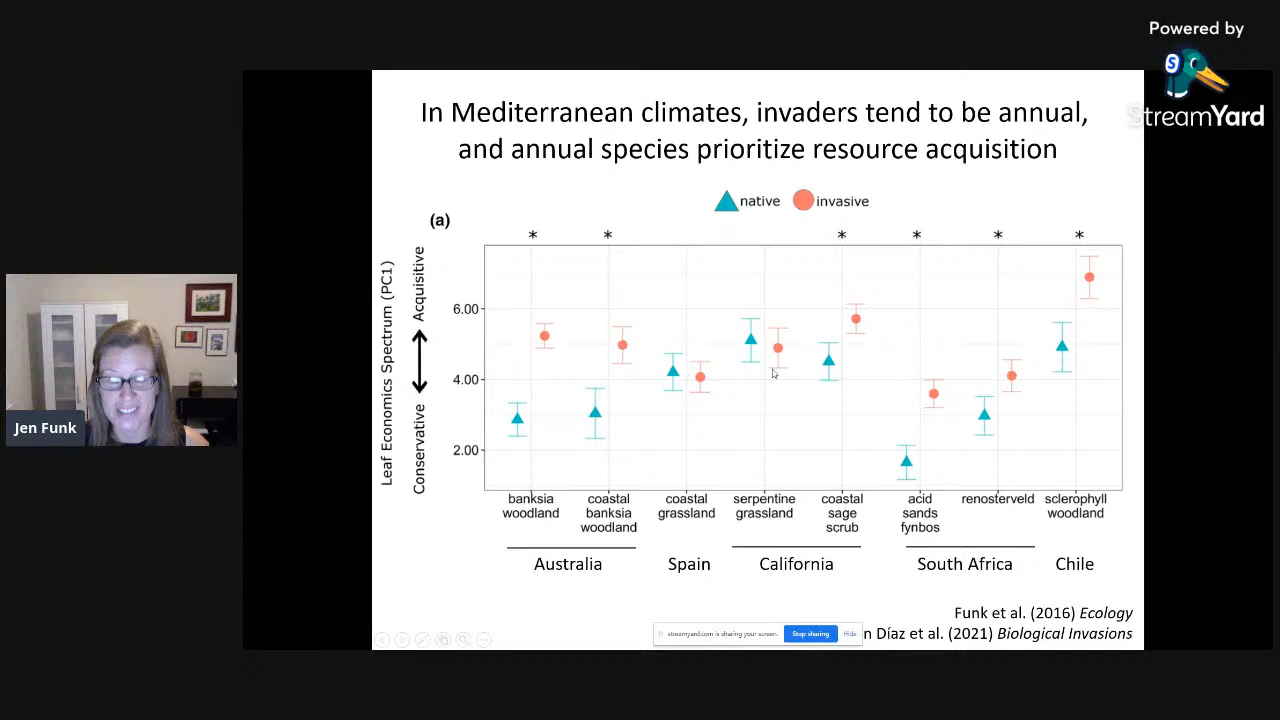 Powered by
S
StreamYard
In Mediterranean climates, invaders tend to be annual,
and annual species prioritize resource acquisition
native invasive
(a)
* * * * * *
Leaf Economics Spectrum (PC1)
Conservative Acquisitive
6.00
4.00
2.00
banksia woodland
coastal banksia woodland
coastal grassland
serpentine grassland
coastal sage scrub
acid sands fynbos
renosterveld
sclerophyll woodland
Australia Spain California South Africa Chile
Jen Funk
Funk et al. (2016) Ecology
streamyard.com is sharing your screen. Stop sharing Hide
n Díaz et al. (2021) Biological Invasions